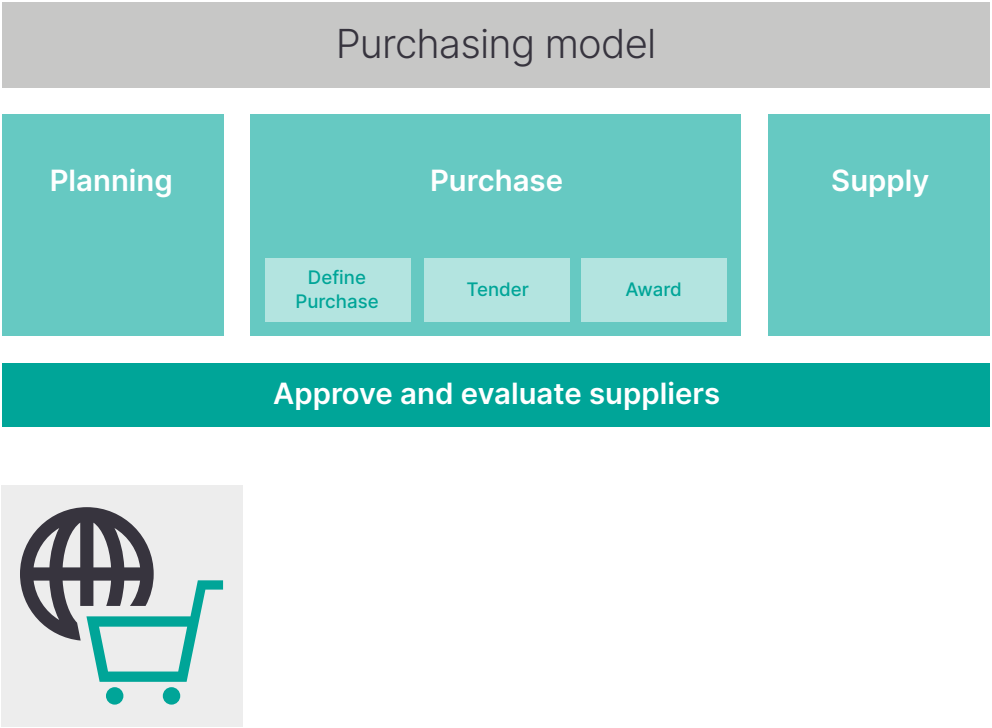 Purchasing model
Planning
Purchase
Supply
Define
Purchase
Tender
Award
Approve and evaluate suppliers